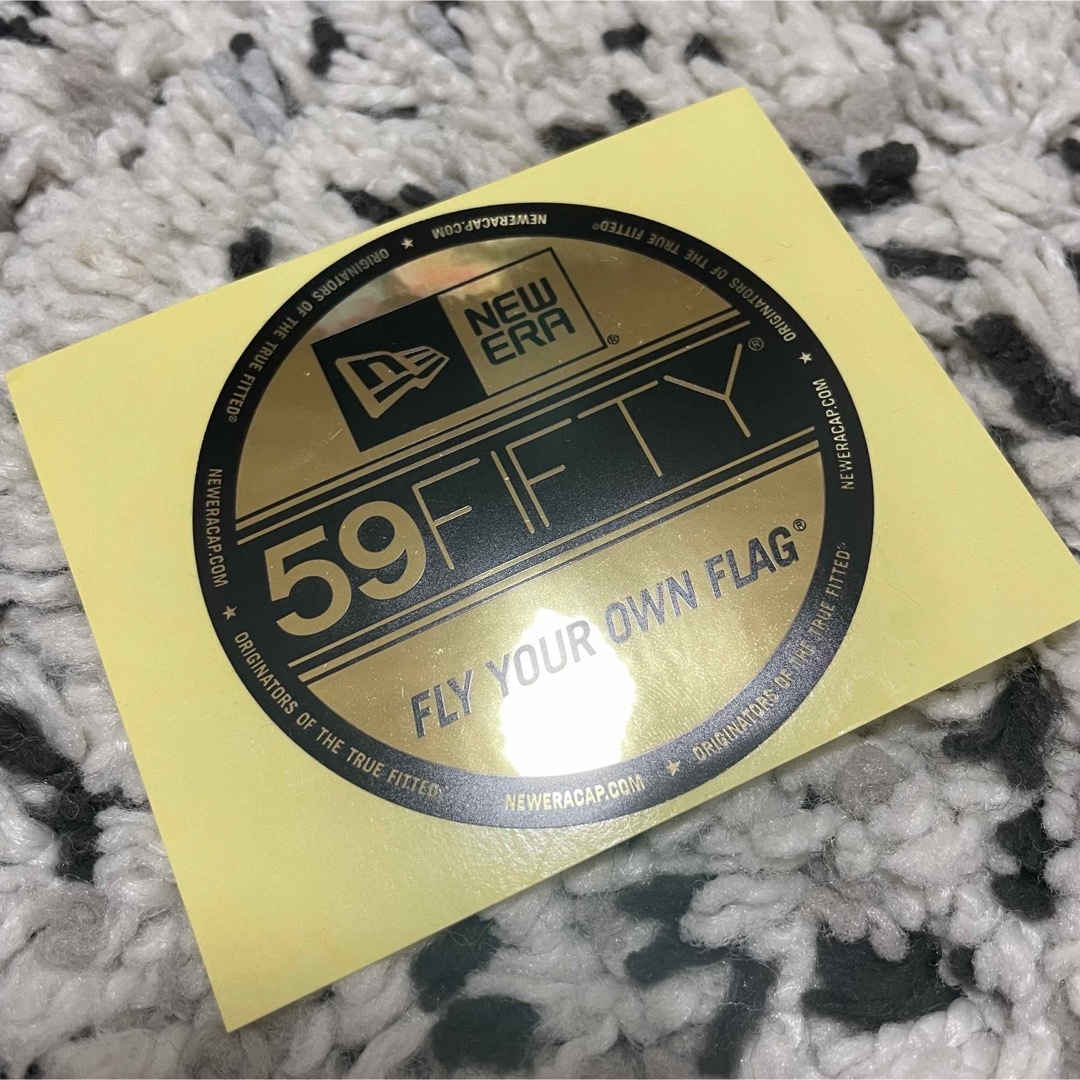 NEW
ERA®
59FIFTY®
FLY YOUR OWN FLAG®
NEWERACAP.COM
★ ORIGINATORS OF THE TRUE FITTED®
NEWERACAP.COM
★ ORIGINATORS OF THE TRUE FITTED®
NEWERACAP.COM
★ ORIGINATORS OF THE TRUE FITTED®
NEWERACAP.COM
★ ORIGINATORS OF THE TRUE FITTED®